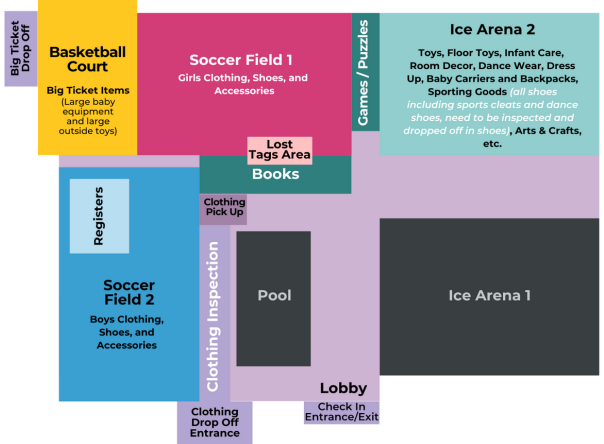 Big Ticket
Drop Off
Basketball
Court
Big Ticket Items
(Large baby
equipment
and large
outside toys)
Soccer Field 1
Girls Clothing, Shoes, and
Accessories
Games / Puzzles
Ice Arena 2
Toys, Floor Toys, Infant Care,
Room Decor, Dance Wear, Dress
Up, Baby Carriers and Backpacks,
Sporting Goods (all shoes
including sports cleats and dance
shoes, need to be inspected and
dropped off in shoes), Arts & Crafts,
etc.
Lost
Tags Area
Books
Registers
Clothing
Pick Up
Soccer
Field 2
Boys Clothing,
Shoes, and
Accessories
Clothing Inspection
Pool
Ice Arena 1
Lobby
Clothing
Drop Off
Entrance
Check In
Entrance/Exit